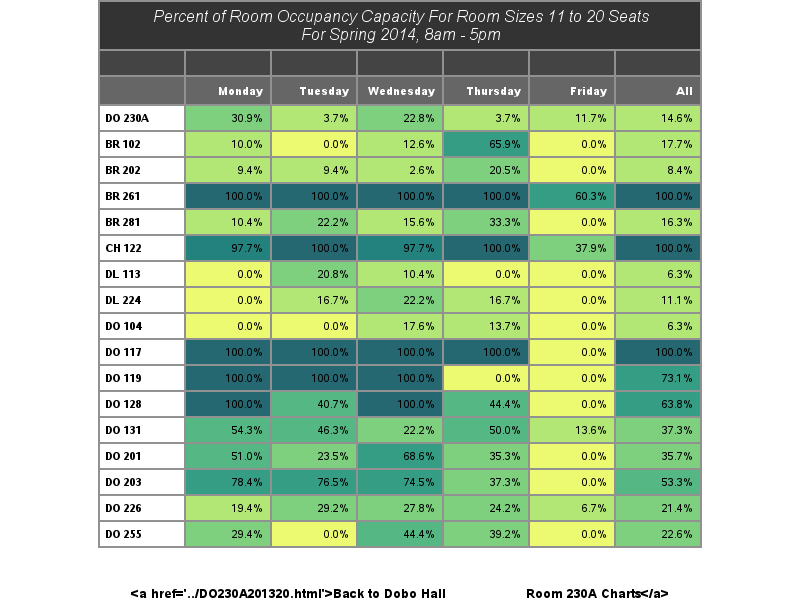 Percent of Room Occupancy Capacity For Room Sizes 11 to 20 Seats
For Spring 2014, 8am - 5pm
Monday Tuesday Wednesday Thursday Friday All
DO 230A 30.9% 3.7% 22.8% 3.7% 11.7% 14.6%
BR 102 10.0% 0.0% 12.6% 65.9% 0.0% 17.7%
BR 202 9.4% 9.4% 2.6% 20.5% 0.0% 8.4%
BR 261 100.0% 100.0% 100.0% 100.0% 60.3% 100.0%
BR 281 10.4% 22.2% 15.6% 33.3% 0.0% 16.3%
CH 122 97.7% 100.0% 97.7% 100.0% 37.9% 100.0%
DL 113 0.0% 20.8% 10.4% 0.0% 0.0% 6.3%
DL 224 0.0% 16.7% 22.2% 16.7% 0.0% 11.1%
DO 104 0.0% 0.0% 17.6% 13.7% 0.0% 6.3%
DO 117 100.0% 100.0% 100.0% 100.0% 0.0% 100.0%
DO 119 100.0% 100.0% 100.0% 0.0% 0.0% 73.1%
DO 128 100.0% 40.7% 100.0% 44.4% 0.0% 63.8%
DO 131 54.3% 46.3% 22.2% 50.0% 13.6% 37.3%
DO 201 51.0% 23.5% 68.6% 35.3% 0.0% 35.7%
DO 203 78.4% 76.5% 74.5% 37.3% 0.0% 53.3%
DO 226 19.4% 29.2% 27.8% 24.2% 6.7% 21.4%
DO 255 29.4% 0.0% 44.4% 39.2% 0.0% 22.6%
<a href='../DO230A201320.html'>Back to Dobo Hall Room 230A Charts</a>